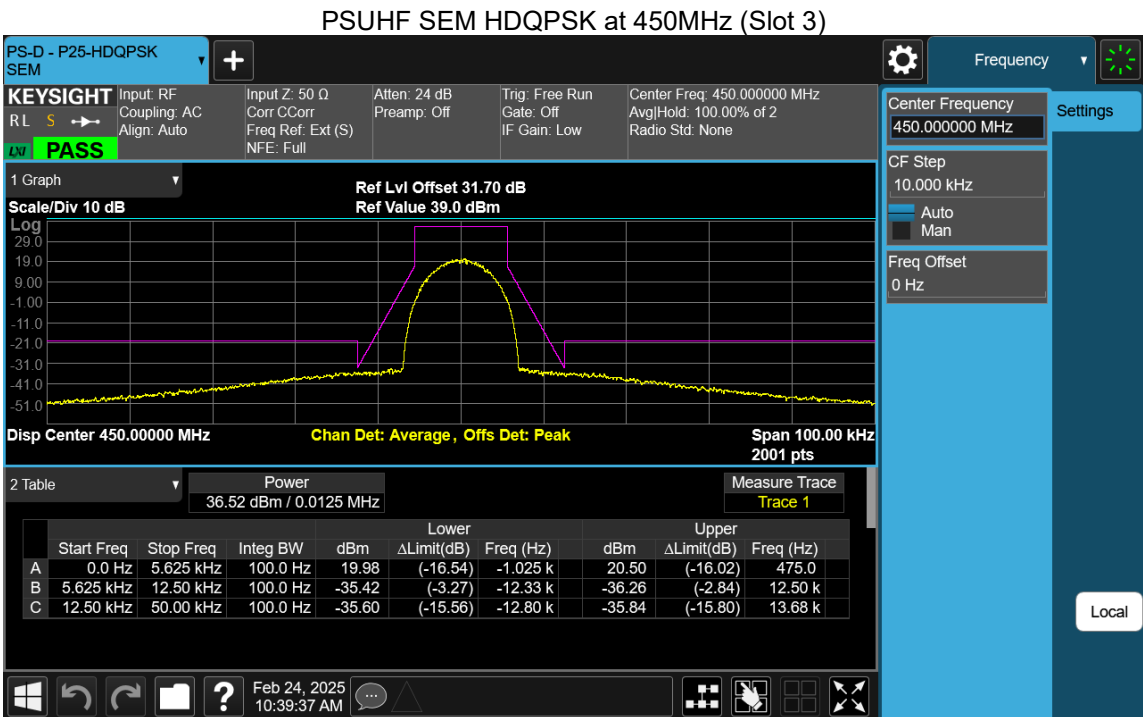 PSUHF SEM HDQPSK at 450MHz (Slot 3)
PS-D - P25-HDQPSK
SEM
Frequency
KEYSIGHT
R L S
LXI
PASS
Input: RF
Coupling: AC
Align: Auto
Input Z: 50 Ω
Corr CCorr
Freq Ref: Ext (S)
NFE: Full
Atten: 24 dB
Preamp: Off
Trig: Free Run
Gate: Off
IF Gain: Low
Center Freq: 450.000000 MHz
Avg|Hold: 100.00% of 2
Radio Std: None
Center Frequency
450.000000 MHz
Settings
CF Step
10.000 kHz
Auto
Man
Freq Offset
0 Hz
1 Graph
Ref Lvl Offset 31.70 dB
Scale/Div 10 dB
Ref Value 39.0 dBm
Log
29.0
19.0
9.00
-1.00
-11.0
-21.0
-31.0
-41.0
-51.0
Disp Center 450.00000 MHz
Chan Det: Average, Offs Det: Peak
Span 100.00 kHz
2001 pts
2 Table
Power
36.52 dBm / 0.0125 MHz
Measure Trace
Trace 1
Lower Upper
Start Freq Stop Freq Integ BW dBm ΔLimit(dB) Freq (Hz) dBm ΔLimit(dB) Freq (Hz)
A 0.0 Hz 5.625 kHz 100.0 Hz 19.98 (-16.54) -1.025 k 20.50 (-16.02) 475.0
B 5.625 kHz 12.50 kHz 100.0 Hz -35.42 (-3.27) -12.33 k -36.26 (-2.84) 12.50 k
C 12.50 kHz 50.00 kHz 100.0 Hz -35.60 (-15.56) -12.80 k -35.84 (-15.80) 13.68 k
Local
Feb 24, 2025
10:39:37 AM